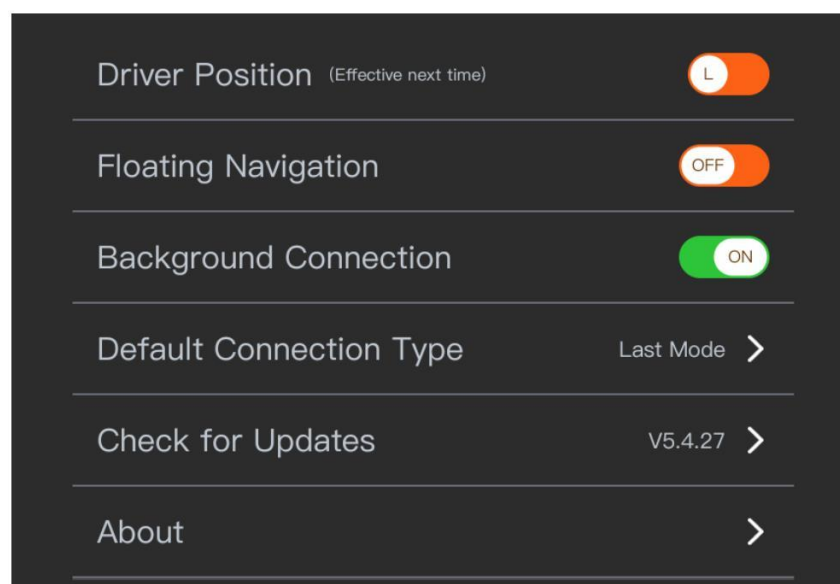 Driver Position (Effective next time) L
Floating Navigation OFF
Background Connection ON
Default Connection Type Last Mode
Check for Updates V5.4.27
About